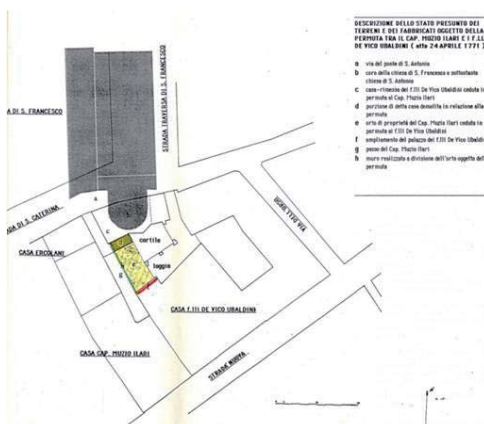 DESCRIZIONE DELLO STATO PRESUNTO DEI
TERRENI E DEI FABBRICATI OGGETTO DELLA
PERMUTA TRA IL CAP. MUZIO ILARI E I F.LLI
DE VICO UBALDINI ( atto 24 APRILE 1771 )
a via del ponte di S. Antonio
b coro della chiesa di S. Francesco e sottostante
chiesa di S. Antonio
c casa-rimessa dei f.lli De Vico Ubaldini ceduta in
permuta al Cap. Muzio Ilari
d porzione di detta casa demolita in relazione alla
permuta
e orto di proprietà del Cap. Muzio Ilari ceduto in
permuta ai f.lli De Vico Ubaldini
f ampliamento del palazzo dei f.lli De Vico Ubaldini
g pozzo del Cap. Muzio Ilari
h muro realizzato a divisione dell'orto oggetto della
permuta
STRADA TRAVERSA DI S. FRANCESCO
DA DI S. FRANCESCO
a
DA DI S. CATERINA
VIA DELLI
c
cortile
CASA ERCOLANI
loggia
g
CASA f.lli DE VICO UBALDINI
CASA CAP. MUZIO ILARI
STRADA NUOVA